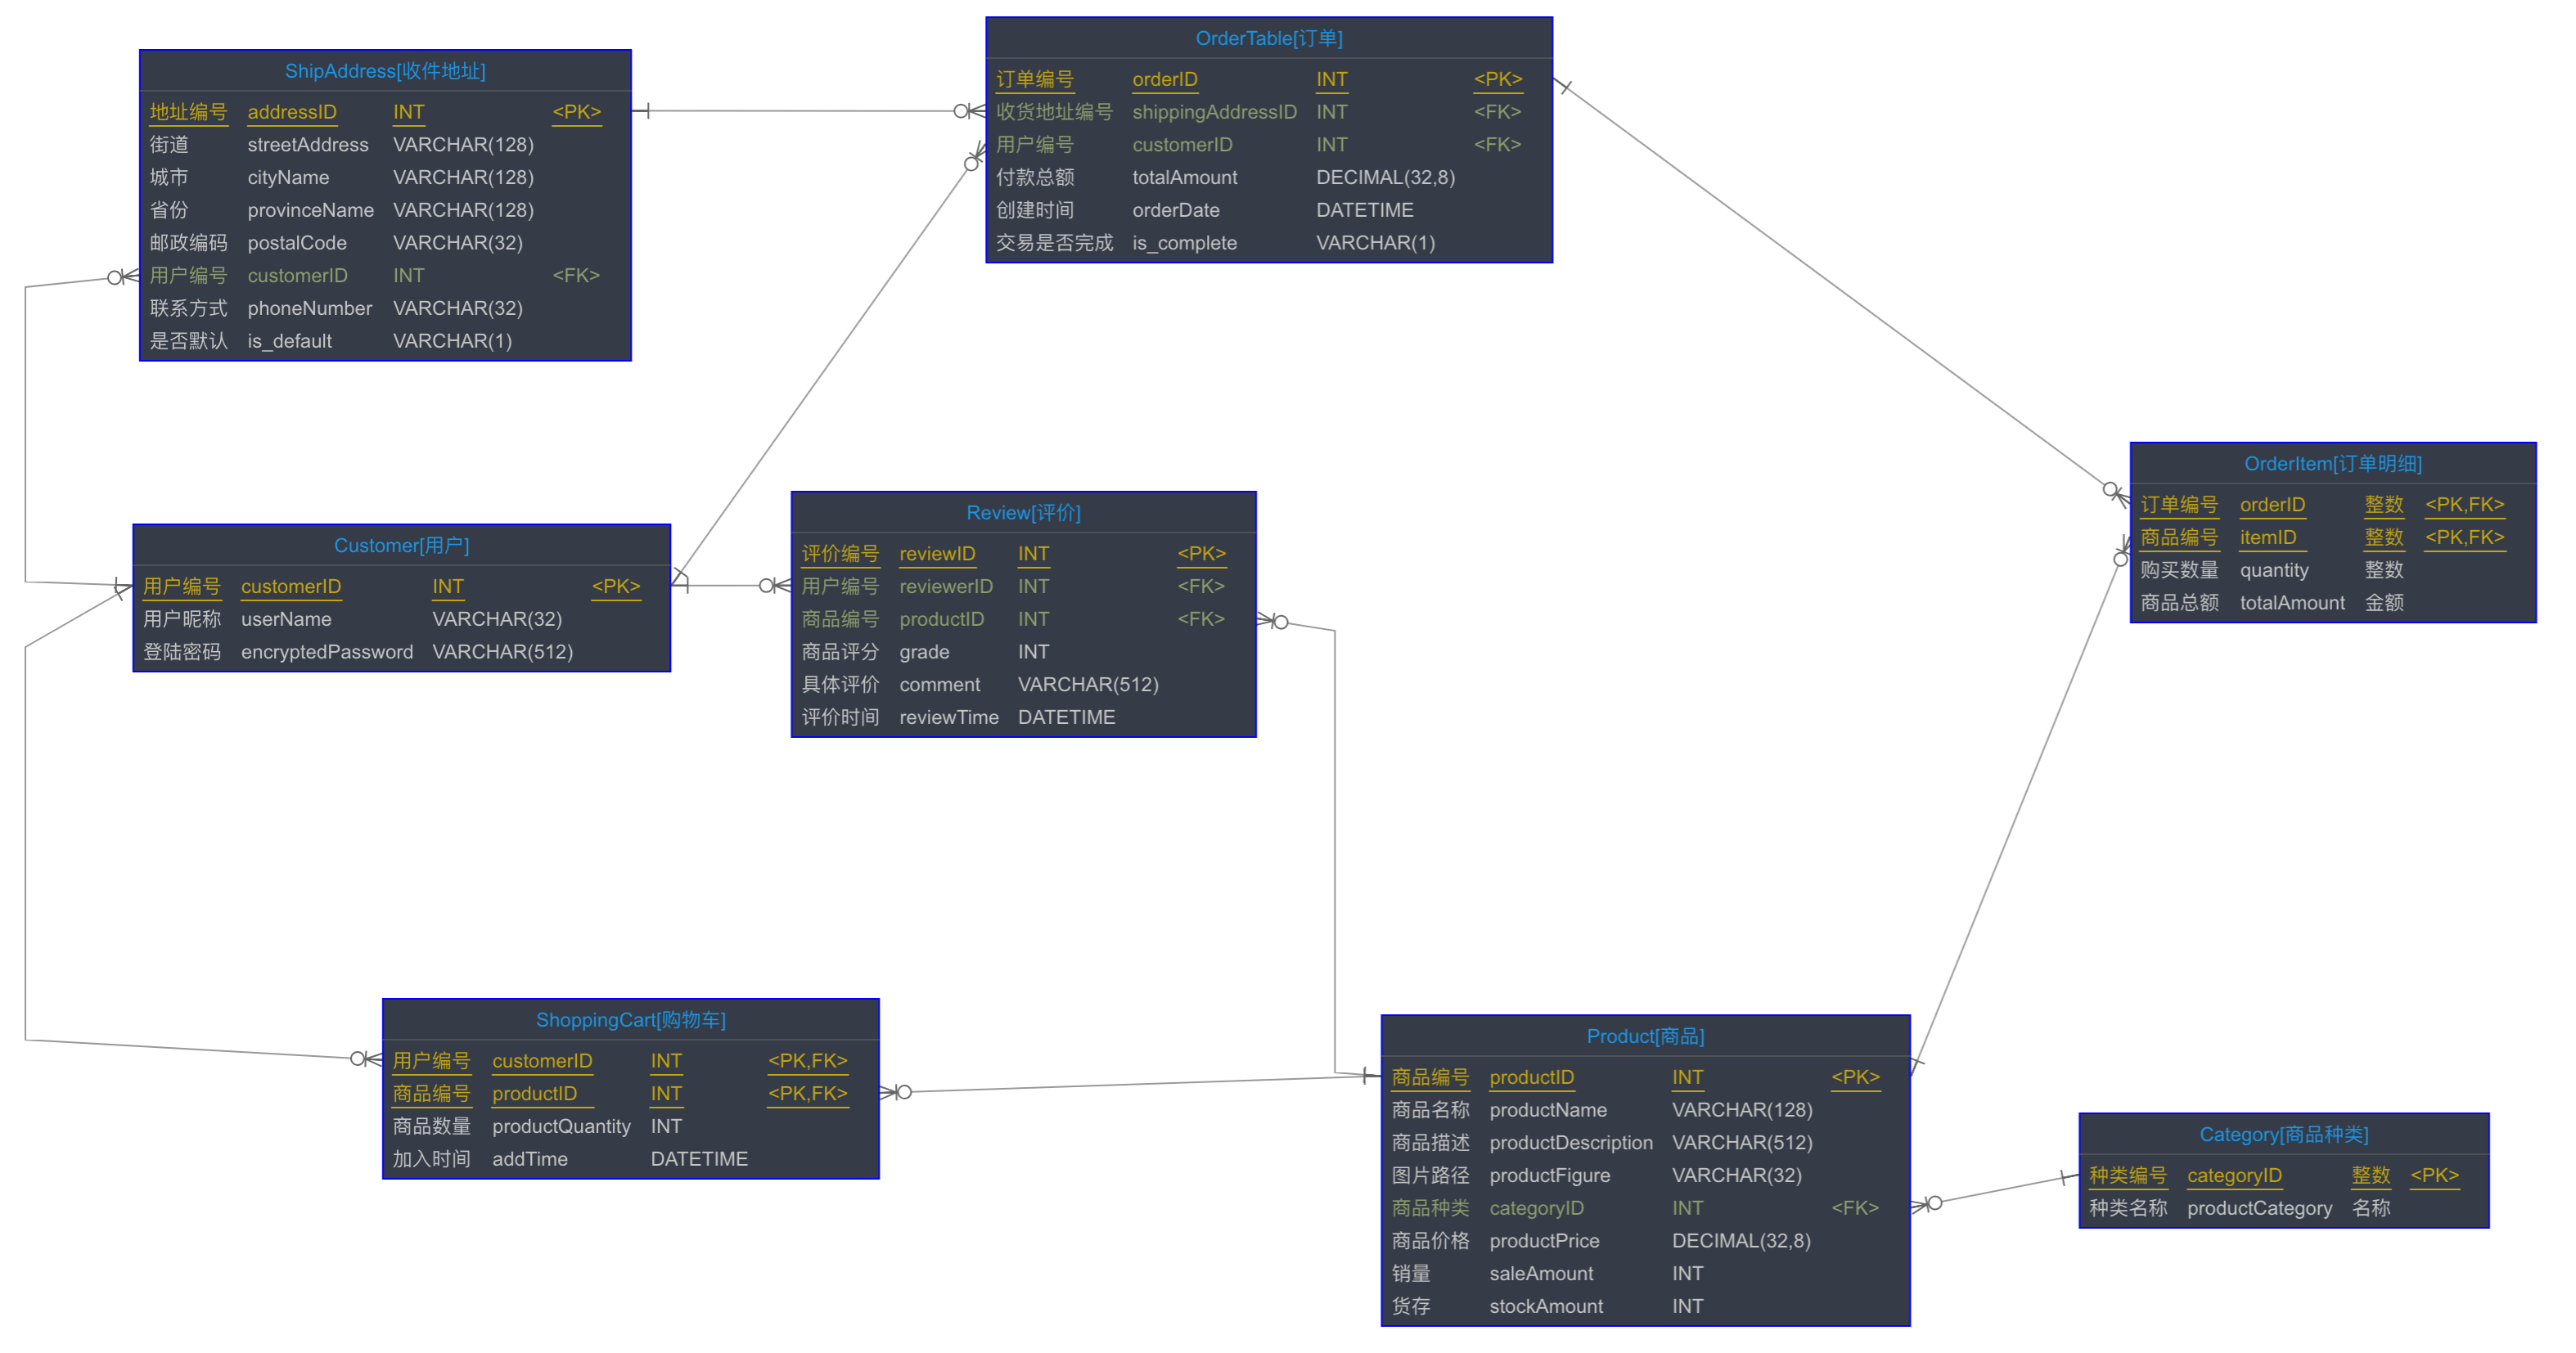 ShipAddress[收件地址]
地址编号 addressID INT <PK>
街道 streetAddress VARCHAR(128)
城市 cityName VARCHAR(128)
省份 provinceName VARCHAR(128)
邮政编码 postalCode VARCHAR(32)
用户编号 customerID INT <FK>
联系方式 phoneNumber VARCHAR(32)
是否默认 is_default VARCHAR(1)
OrderTable[订单]
订单编号 orderID INT <PK>
收货地址编号 shippingAddressID INT <FK>
用户编号 customerID INT <FK>
付款总额 totalAmount DECIMAL(32,8)
创建时间 orderDate DATETIME
交易是否完成 is_complete VARCHAR(1)
OrderItem[订单明细]
订单编号 orderID 整数 <PK,FK>
商品编号 itemID 整数 <PK,FK>
购买数量 quantity 整数
商品总额 totalAmount 金额
Customer[用户]
用户编号 customerID INT <PK>
用户昵称 userName VARCHAR(32)
登陆密码 encryptedPassword VARCHAR(512)
Review[评价]
评价编号 reviewID INT <PK>
用户编号 reviewerID INT <FK>
商品编号 productID INT <FK>
商品评分 grade INT
具体评价 comment VARCHAR(512)
评价时间 reviewTime DATETIME
ShoppingCart[购物车]
用户编号 customerID INT <PK,FK>
商品编号 productID INT <PK,FK>
商品数量 productQuantity INT
加入时间 addTime DATETIME
Product[商品]
商品编号 productID INT <PK>
商品名称 productName VARCHAR(128)
商品描述 productDescription VARCHAR(512)
图片路径 productFigure VARCHAR(32)
商品种类 categoryID INT <FK>
商品价格 productPrice DECIMAL(32,8)
销量 saleAmount INT
货存 stockAmount INT
Category[商品种类]
种类编号 categoryID 整数 <PK>
种类名称 productCategory 名称